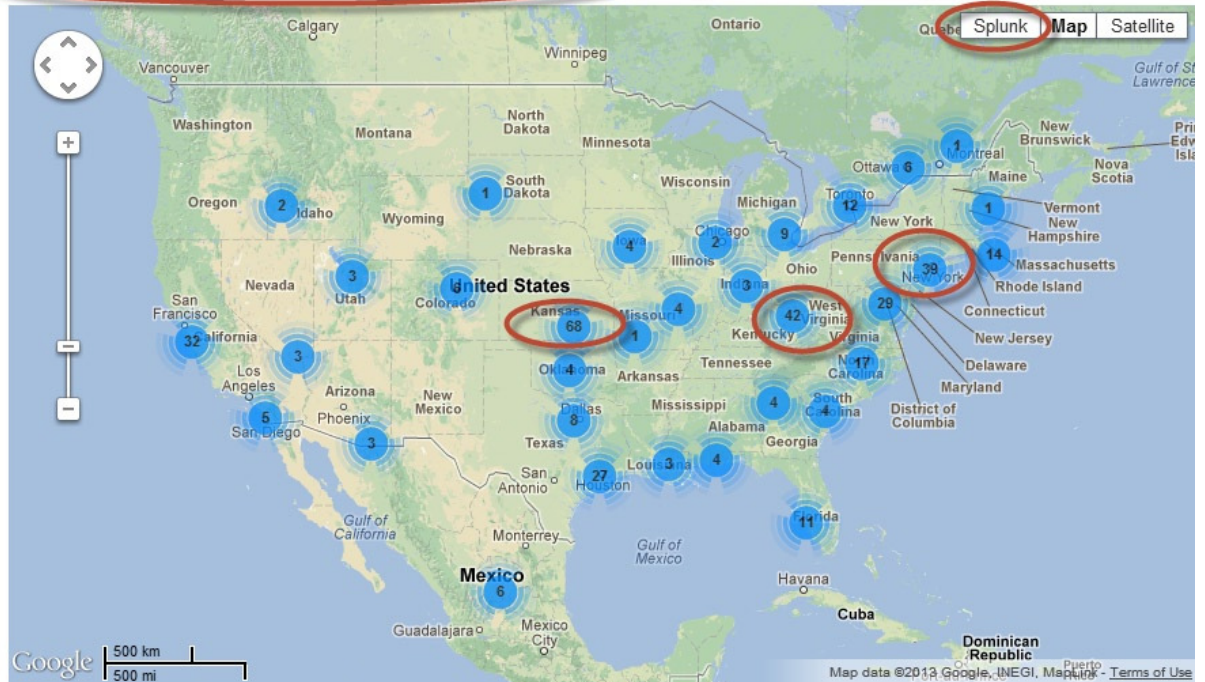 Calgary
Ontario
Quebe
Splunk
Map
Satellite
Winnipeg
Vancouver
Gulf of St
Lawrence
Washington
Montana
North
Dakota
Minnesota
New
Brunswick
Nova
Scotia
1
Montreal
Ottawa
6
Maine
Oregon
2
Idaho
1
South
Dakota
Wisconsin
Michigan
Toronto
12
1
Vermont
New
Hampshire
Wyoming
New York
Iowa
4
Chicago
2
9
Nebraska
Illinois
Ohio
Pennsylvania
39
New York
14
Massachusetts
Rhode Island
Nevada
3
Utah
Colorado
6
United States
Indiana
3
Connecticut
San
Francisco
California
32
Kansas
68
Missouri
1
4
42
West
Virginia
Kentucky
Virginia
29
New Jersey
3
Delaware
Los
Angeles
Arizona
Phoenix
New
Mexico
4
Oklahoma
Arkansas
Tennessee
17
North
Carolina
Maryland
District of
Columbia
5
San Diego
3
Dallas
8
Mississippi
4
Alabama
South
Carolina
4
Georgia
Texas
San
Antonio
27
Houston
3
Louisiana
4
11
Florida
Gulf of
California
Monterrey
Gulf of
Mexico
Mexico
6
Havana
Cuba
Guadalajara
Mexico
City
Dominican
Republic
Puerto
Google
500 km
500 mi
Map data ©2013 Google, INEGI, MapLink - Terms of Use